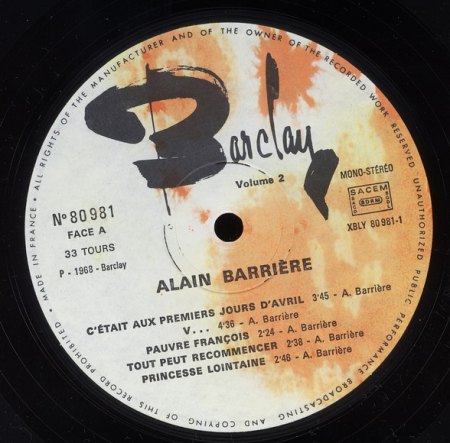 ALL RIGHTS OF THE MANUFACTURER AND OF THE OWNER OF THE RECORDED WORK RESERVED • UNAUTHORIZED PUBLIC PERFORMANCE BROADCASTING AND COPYING OF THIS RECORD PROHIBITED • MADE IN FRANCE •
Barclay
Volume 2
MONO-STÉRÉO
N° 80981
FACE A
33 TOURS
P - 1968 - Barclay
SACEM
XBLY 80 981-1
ALAIN BARRIÈRE
C'ÉTAIT AUX PREMIERS JOURS D'AVRIL 3'45 - A. Barrière
V... 4'36 - A. Barrière
PAUVRE FRANÇOIS 2'24 - A. Barrière
TOUT PEUT RECOMMENCER 2'38 - A. Barrière
PRINCESSE LOINTAINE 2'46 - A. Barrière